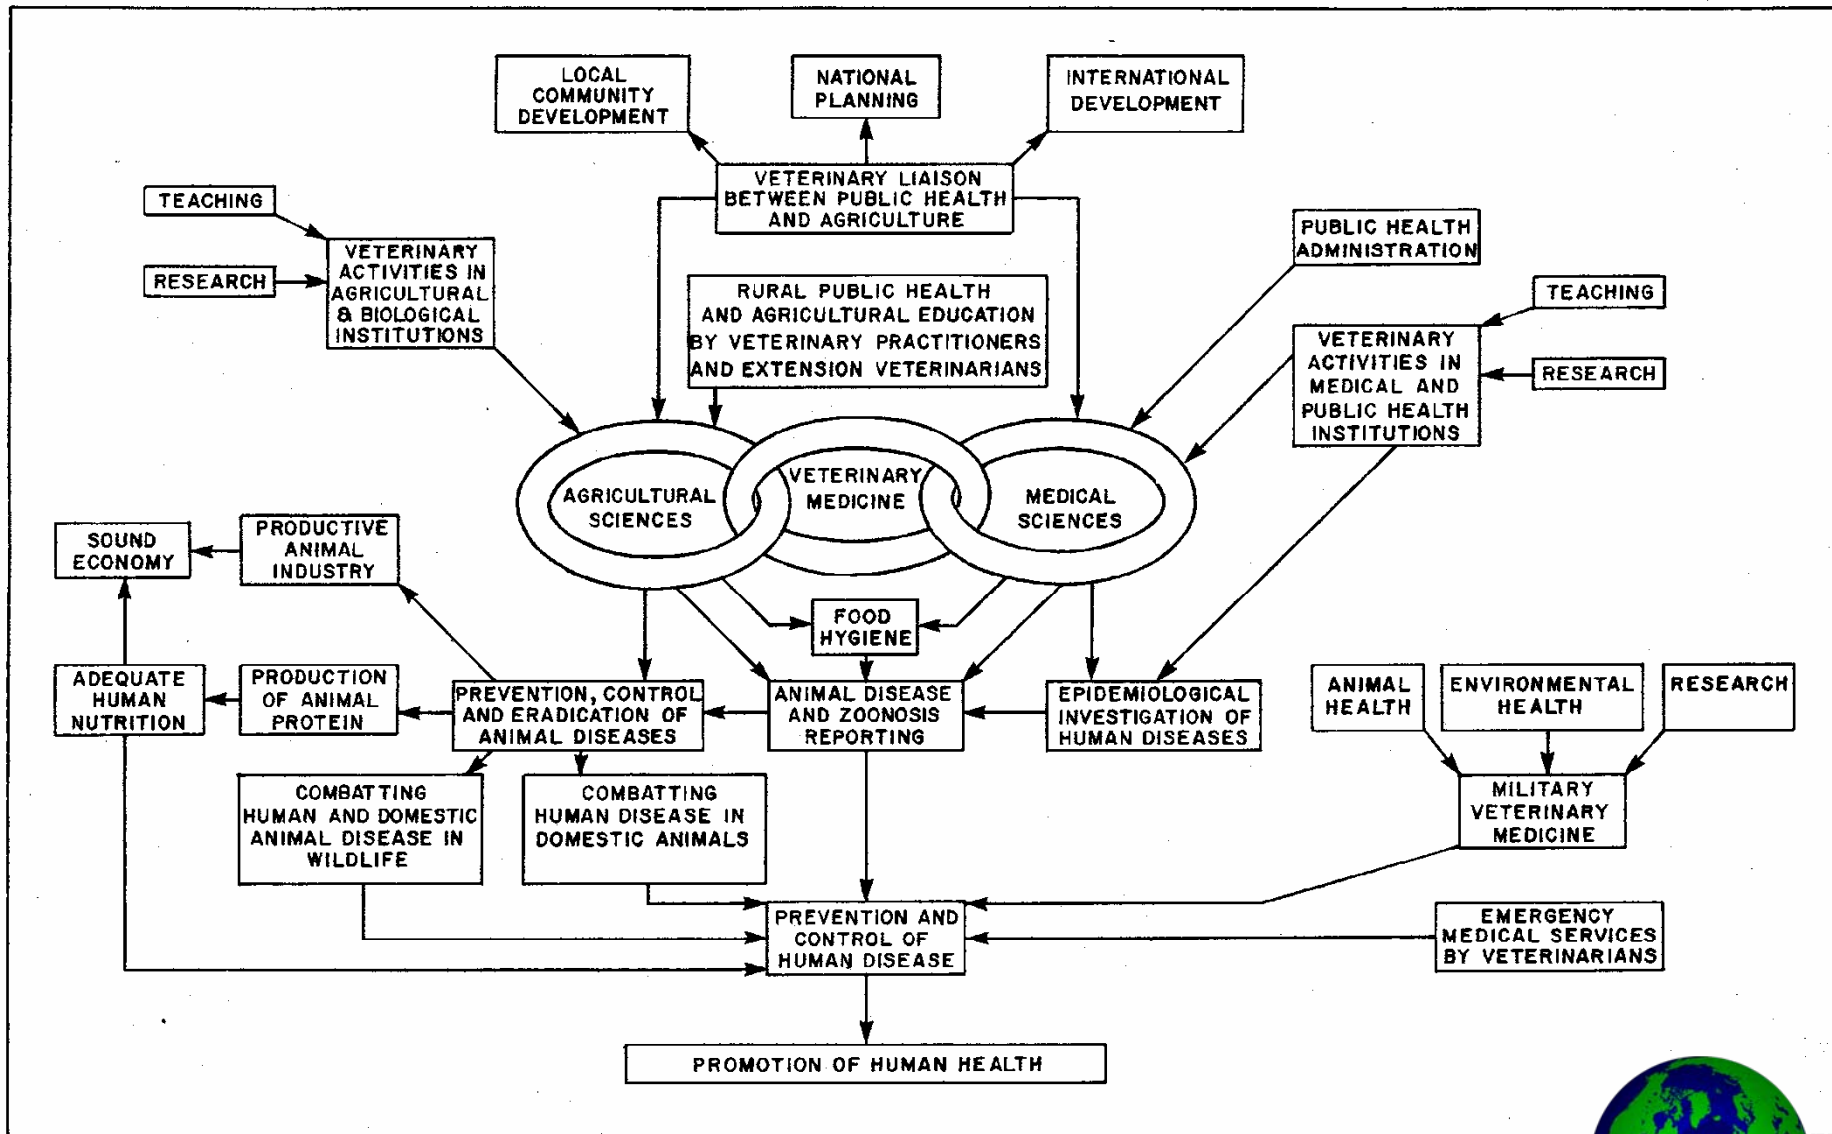 LOCAL
COMMUNITY
DEVELOPMENT
NATIONAL
PLANNING
INTERNATIONAL
DEVELOPMENT
VETERINARY LIAISON
BETWEEN PUBLIC HEALTH
AND AGRICULTURE
TEACHING
RESEARCH
VETERINARY
ACTIVITIES IN
AGRICULTURAL
& BIOLOGICAL
INSTITUTIONS
RURAL PUBLIC HEALTH
AND AGRICULTURAL EDUCATION
BY VETERINARY PRACTITIONERS
AND EXTENSION VETERINARIANS
PUBLIC HEALTH
ADMINISTRATION
TEACHING
RESEARCH
VETERINARY
ACTIVITIES IN
MEDICAL AND
PUBLIC HEALTH
INSTITUTIONS
AGRICULTURAL
SCIENCES
VETERINARY
MEDICINE
MEDICAL
SCIENCES
SOUND
ECONOMY
PRODUCTIVE
ANIMAL
INDUSTRY
FOOD
HYGIENE
ADEQUATE
HUMAN
NUTRITION
PRODUCTION
OF ANIMAL
PROTEIN
PREVENTION, CONTROL
AND ERADICATION OF
ANIMAL DISEASES
ANIMAL DISEASE
AND ZOONOSIS
REPORTING
EPIDEMIOLOGICAL
INVESTIGATION OF
HUMAN DISEASES
ANIMAL
HEALTH
ENVIRONMENTAL
HEALTH
RESEARCH
COMBATTING
HUMAN AND DOMESTIC
ANIMAL DISEASE IN
WILDLIFE
COMBATTING
HUMAN DISEASE IN
DOMESTIC ANIMALS
MILITARY
VETERINARY
MEDICINE
PREVENTION AND
CONTROL OF
HUMAN DISEASE
EMERGENCY
MEDICAL SERVICES
BY VETERINARIANS
PROMOTION OF HUMAN HEALTH